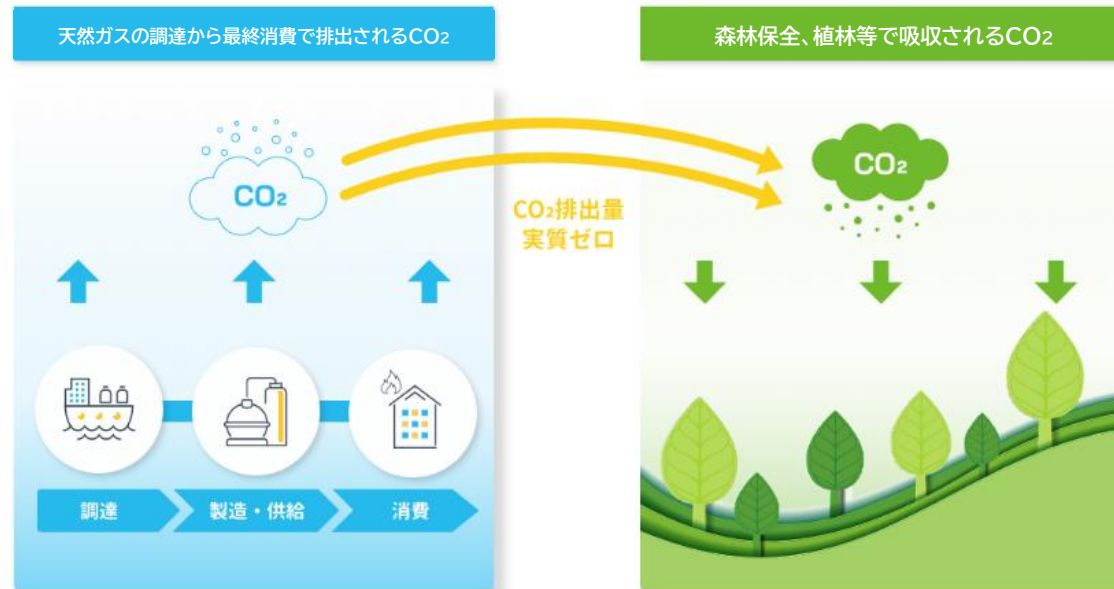 天然ガスの調達から最終消費で排出されるCO₂
森林保全、植林等で吸収されるCO₂
CO₂
CO₂
CO₂排出量
実質ゼロ
調達
製造・供給
消費